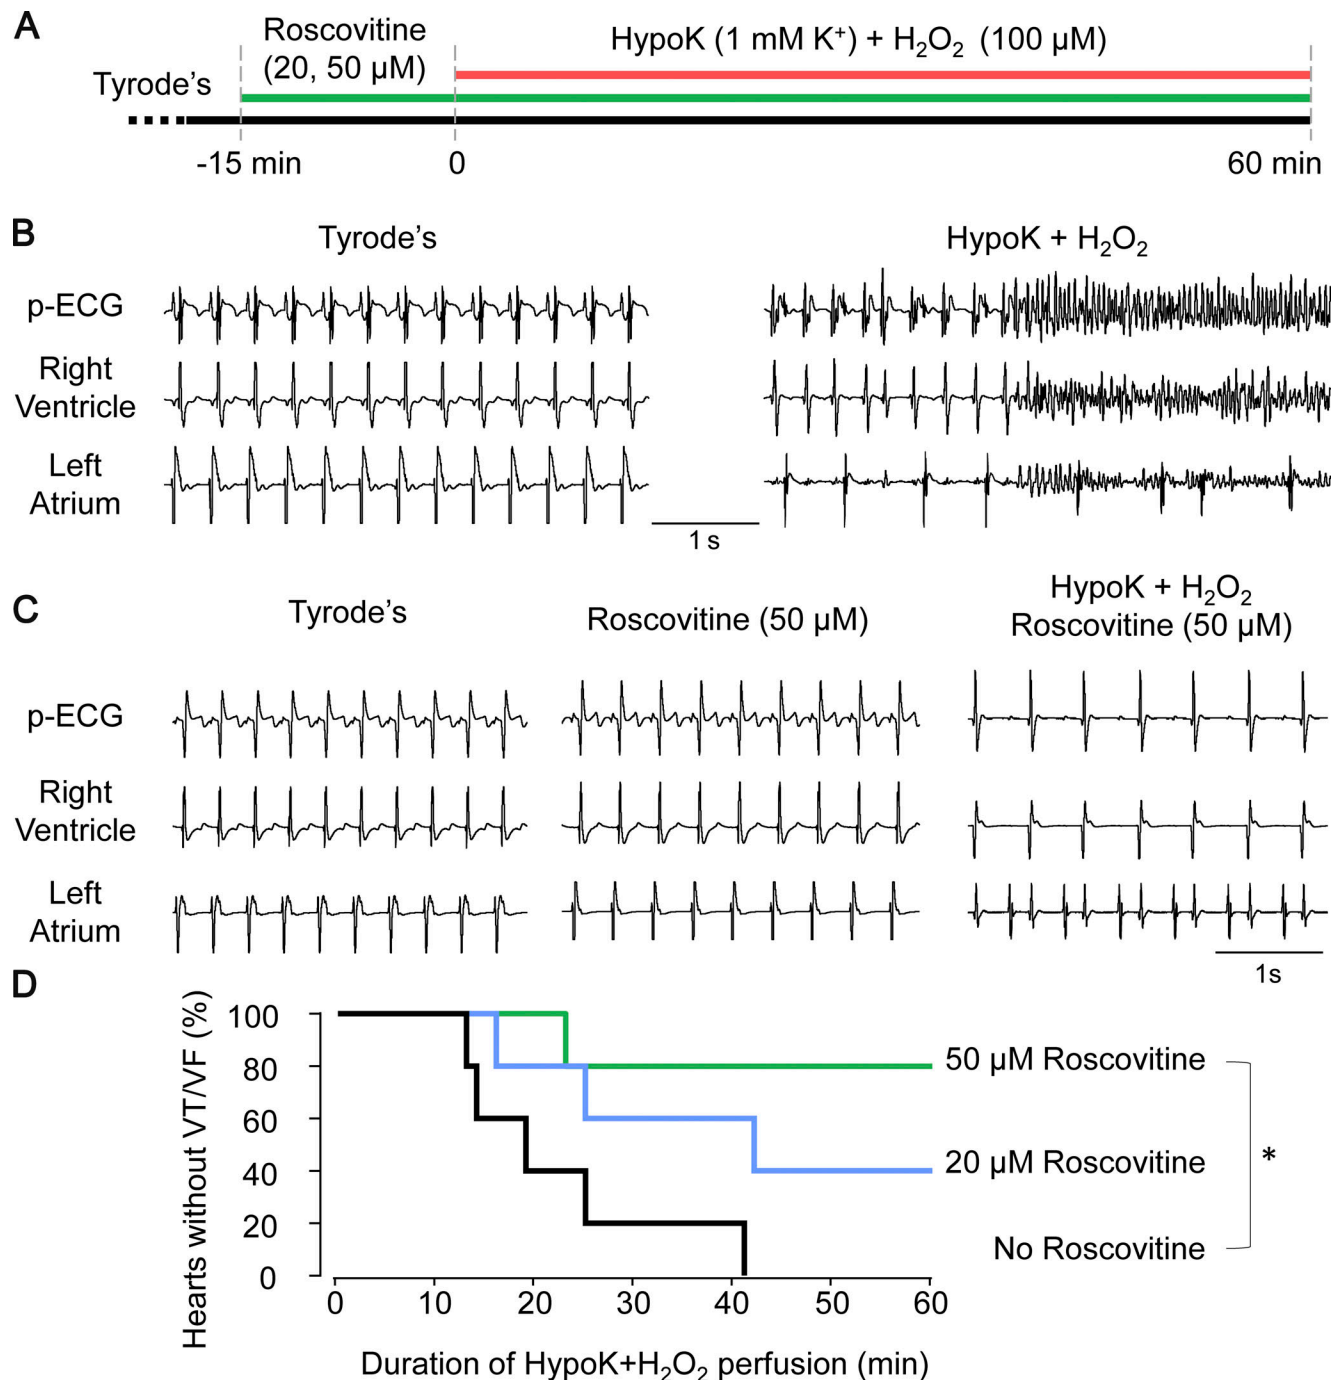 A
Roscovitine
(20, 50 µM)
HypoK (1 mM K⁺) + H₂O₂ (100 µM)
Tyrode’s
-15 min
0
60 min
B
Tyrode’s
HypoK + H₂O₂
p-ECG
Right
Ventricle
Left
Atrium
1 s
C
Tyrode’s
Roscovitine (50 µM)
HypoK + H₂O₂
Roscovitine (50 µM)
p-ECG
Right
Ventricle
Left
Atrium
1s
D
Hearts without VT/VF (%)
100
80
60
40
20
0
50 µM Roscovitine
20 µM Roscovitine
No Roscovitine
*
0 10 20 30 40 50 60
Duration of HypoK+H₂O₂ perfusion (min)